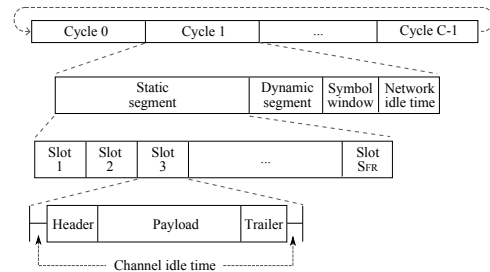 Cycle 0 Cycle 1 ... Cycle C-1
Static segment Dynamic segment Symbol window Network idle time
Slot 1 Slot 2 Slot 3 ... Slot SFR
Header Payload Trailer
Channel idle time